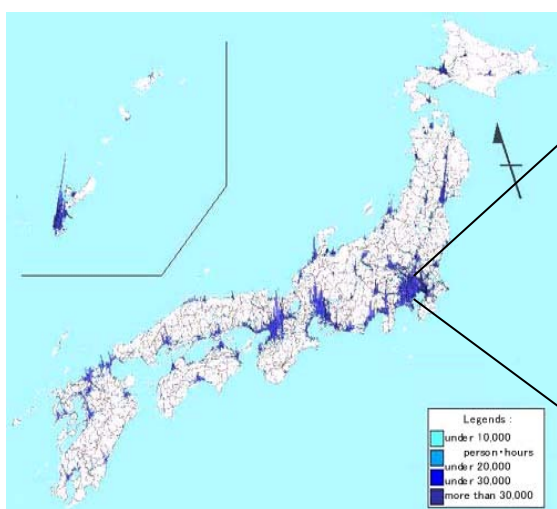 Legends :
under 10,000
person・hours
under 20,000
under 30,000
more than 30,000